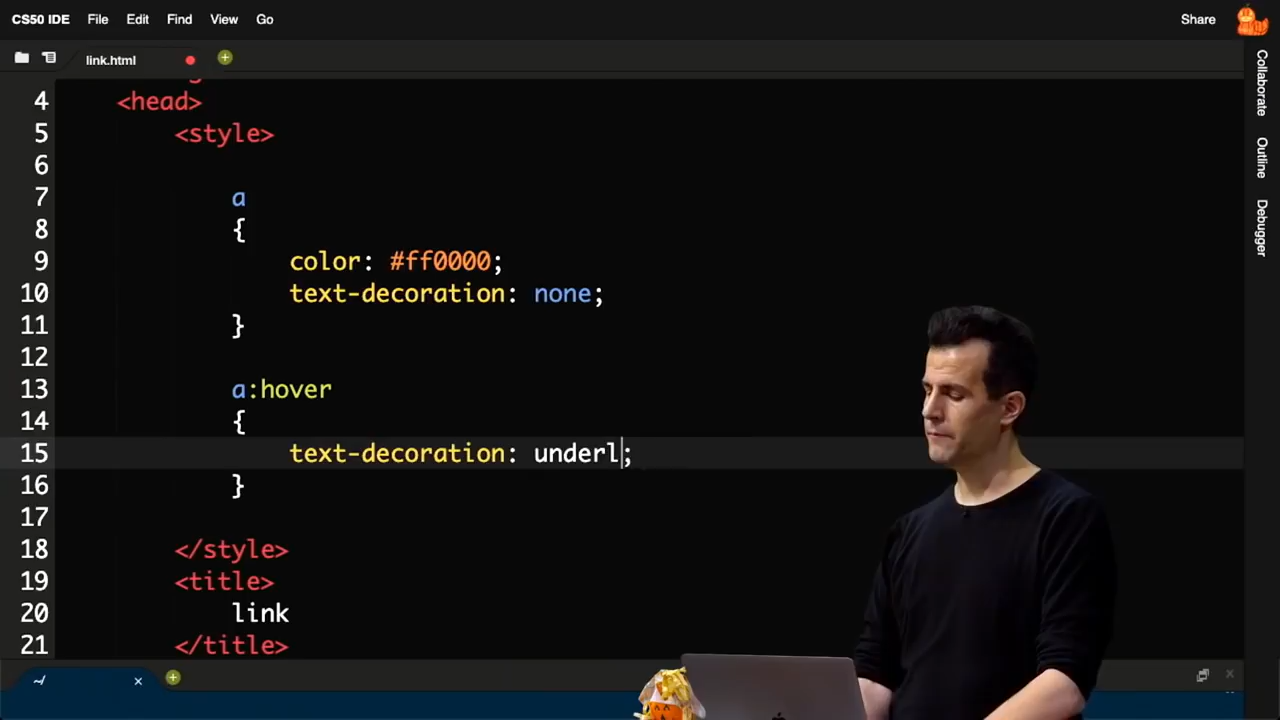 CS50 IDE File Edit Find View Go Share
link.html
4 <head>
5 <style>
6
7 a
8 {
9 color: #ff0000;
10 text-decoration: none;
11 }
12
13 a:hover
14 {
15 text-decoration: underl;
16 }
17
18 </style>
19 <title>
20 link
21 </title>
Collaborate
Outline
Debugger